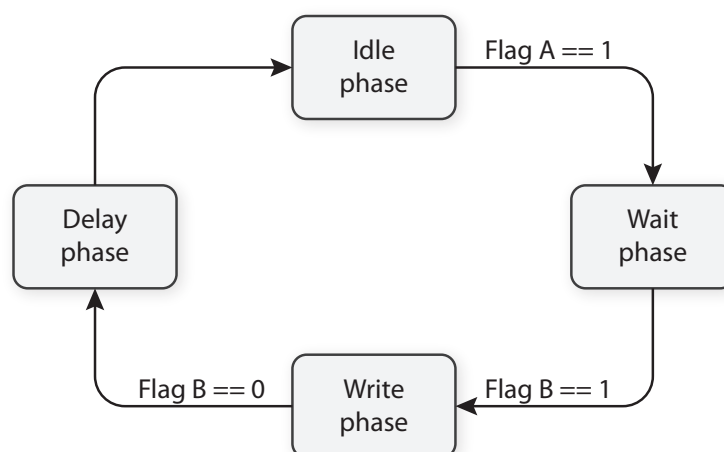 Idle
phase
Flag A == 1
Delay
phase
Wait
phase
Flag B == 0
Write
phase
Flag B == 1